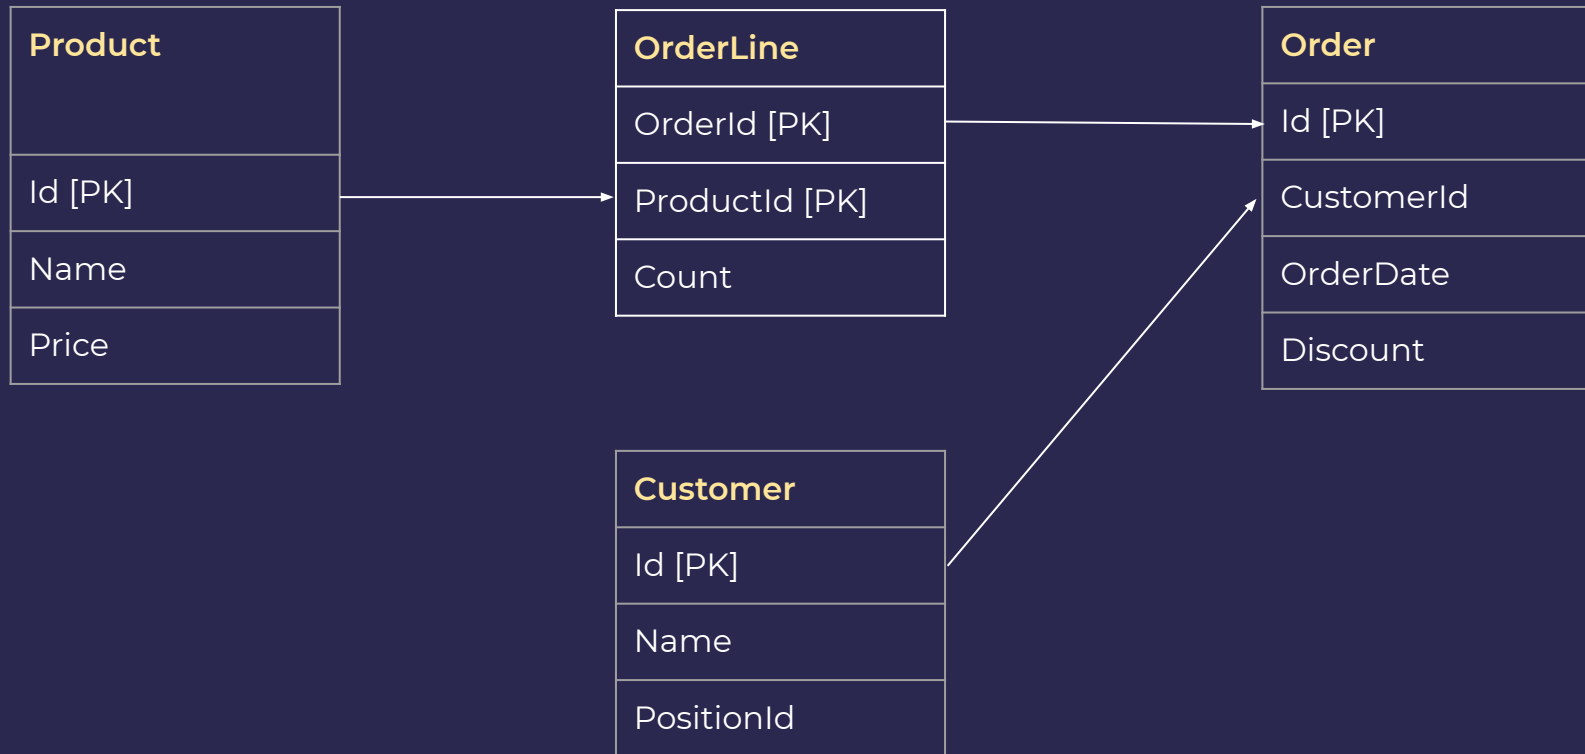 Product
Id [PK]
Name
Price
OrderLine
OrderId [PK]
ProductId [PK]
Count
Order
Id [PK]
CustomerId
OrderDate
Discount
Customer
Id [PK]
Name
PositionId